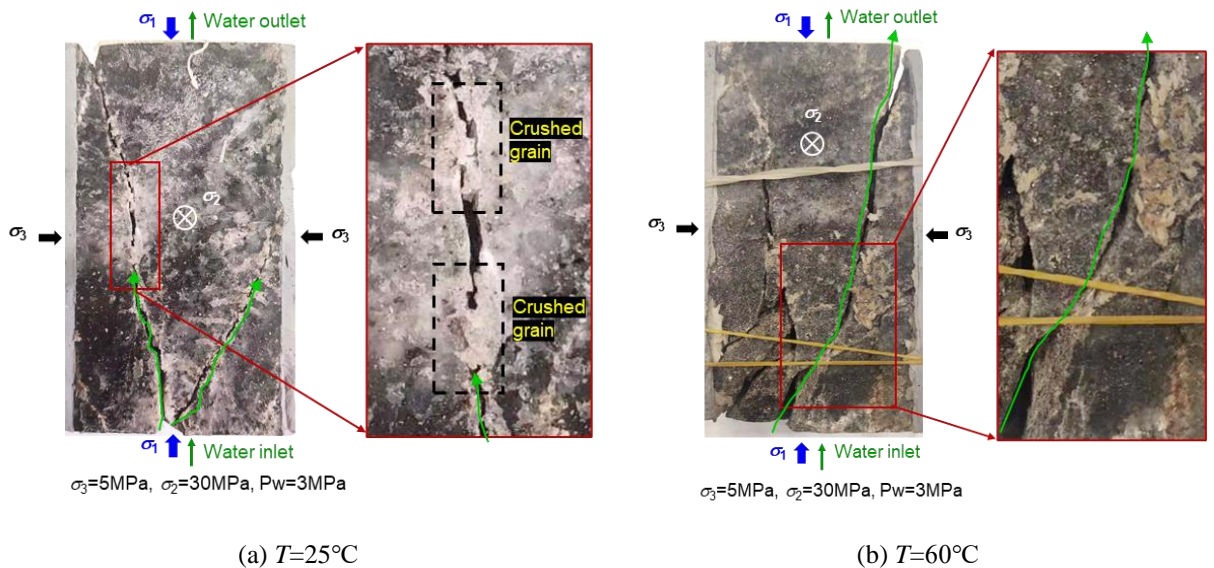 σ1
Water outlet
Crushed
grain
σ2
σ3
σ3
Crushed
grain
σ1
Water inlet
σ3=5MPa, σ2=30MPa, Pw=3MPa
(a) T=25℃
σ1
Water outlet
σ2
σ3
σ3
σ1
Water inlet
σ3=5MPa, σ2=30MPa, Pw=3MPa
(b) T=60℃